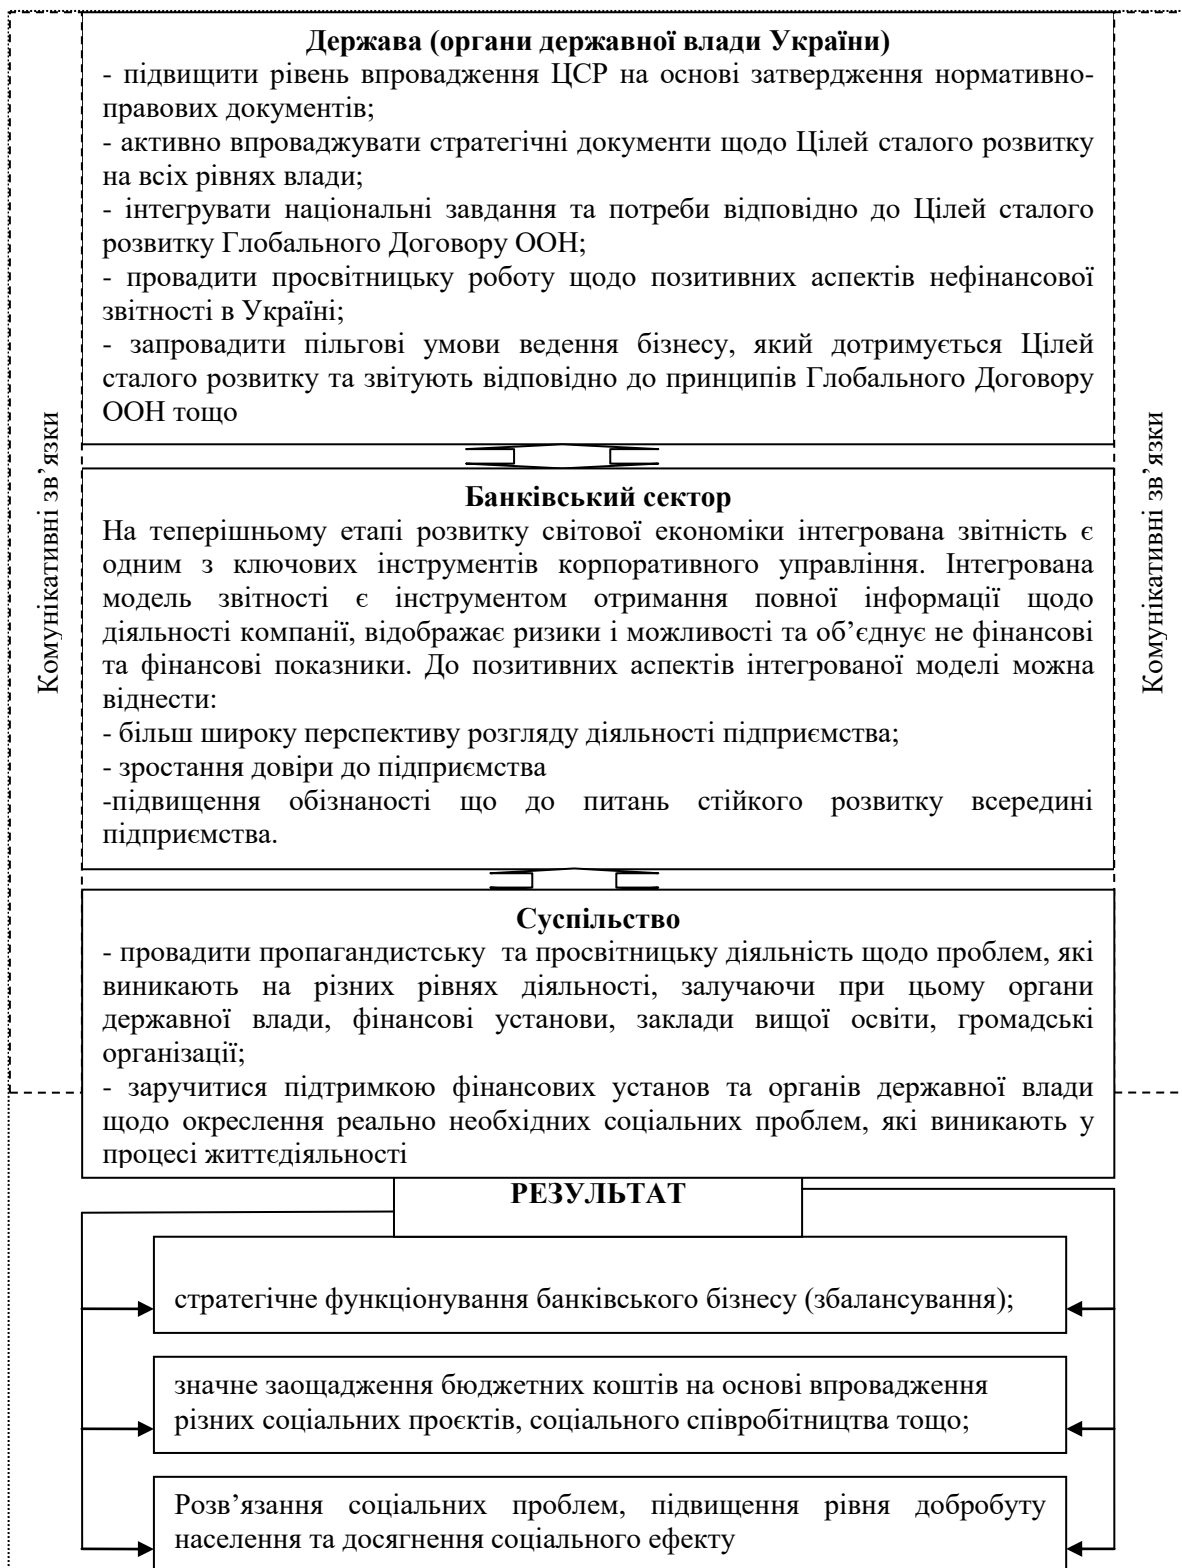 Держава (органи державної влади України)
- підвищити рівень впровадження ЦСР на основі затвердження нормативно-
правових документів;
- активно впроваджувати стратегічні документи щодо Цілей сталого розвитку
на всіх рівнях влади;
- інтегрувати національні завдання та потреби відповідно до Цілей сталого
розвитку Глобального Договору ООН;
- провадити просвітницьку роботу щодо позитивних аспектів нефінансової
звітності в Україні;
- запровадити пільгові умови ведення бізнесу, який дотримується Цілей
сталого розвитку та звітують відповідно до принципів Глобального Договору
ООН тощо
Комунікативні зв’язки
Комунікативні зв’язки
Банківський сектор
На теперішньому етапі розвитку світової економіки інтегрована звітність є
одним з ключових інструментів корпоративного управління. Інтегрована
модель звітності є інструментом отримання повної інформації щодо
діяльності компанії, відображає ризики і можливості та об’єднує не фінансові
та фінансові показники. До позитивних аспектів інтегрованої моделі можна
віднести:
- більш широку перспективу розгляду діяльності підприємства;
- зростання довіри до підприємства
-підвищення обізнаності що до питань стійкого розвитку всередині
підприємства.
Суспільство
- провадити пропагандистську та просвітницьку діяльність щодо проблем, які
виникають на різних рівнях діяльності, залучаючи при цьому органи
державної влади, фінансові установи, заклади вищої освіти, громадські
організації;
- заручитися підтримкою фінансових установ та органів державної влади
щодо окреслення реально необхідних соціальних проблем, які виникають у
процесі життєдіяльності
РЕЗУЛЬТАТ
стратегічне функціонування банківського бізнесу (збалансування);
значне заощадження бюджетних коштів на основі впровадження
різних соціальних проєктів, соціального співробітництва тощо;
Розв’язання соціальних проблем, підвищення рівня добробуту
населення та досягнення соціального ефекту